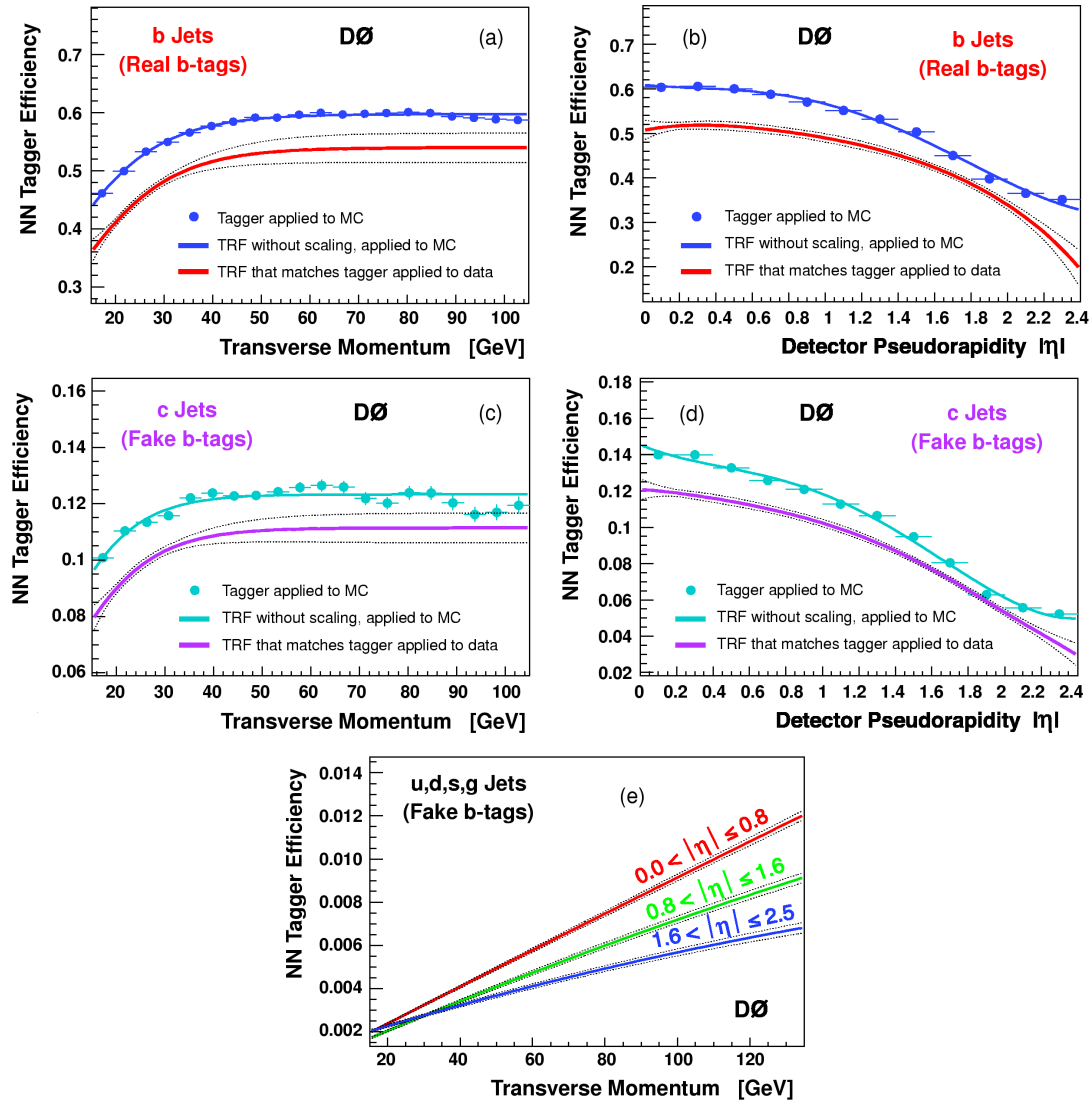 b Jets
(Real b-tags)
DØ
(a)
NN Tagger Efficiency
0.7
0.6
0.5
0.4
0.3
Tagger applied to MC
TRF without scaling, applied to MC
TRF that matches tagger applied to data
20 30 40 50 60 70 80 90 100
Transverse Momentum [GeV]
(b)
DØ
b Jets
(Real b-tags)
NN Tagger Efficiency
0.8
0.7
0.6
0.5
0.4
0.3
0.2
Tagger applied to MC
TRF without scaling, applied to MC
TRF that matches tagger applied to data
0 0.2 0.4 0.6 0.8 1 1.2 1.4 1.6 1.8 2 2.2 2.4
Detector Pseudorapidity |η|
c Jets
(Fake b-tags)
DØ
(c)
NN Tagger Efficiency
0.16
0.14
0.12
0.1
0.08
0.06
Tagger applied to MC
TRF without scaling, applied to MC
TRF that matches tagger applied to data
20 30 40 50 60 70 80 90 100
Transverse Momentum [GeV]
(d)
DØ
c Jets
(Fake b-tags)
NN Tagger Efficiency
0.18
0.16
0.14
0.12
0.1
0.08
0.06
0.04
0.02
Tagger applied to MC
TRF without scaling, applied to MC
TRF that matches tagger applied to data
0 0.2 0.4 0.6 0.8 1 1.2 1.4 1.6 1.8 2 2.2 2.4
Detector Pseudorapidity |η|
u,d,s,g Jets
(Fake b-tags)
(e)
NN Tagger Efficiency
0.014
0.012
0.010
0.008
0.006
0.004
0.002
0.0 < |η| ≤ 0.8
0.8 < |η| ≤ 1.6
1.6 < |η| ≤ 2.5
DØ
20 40 60 80 100 120
Transverse Momentum [GeV]